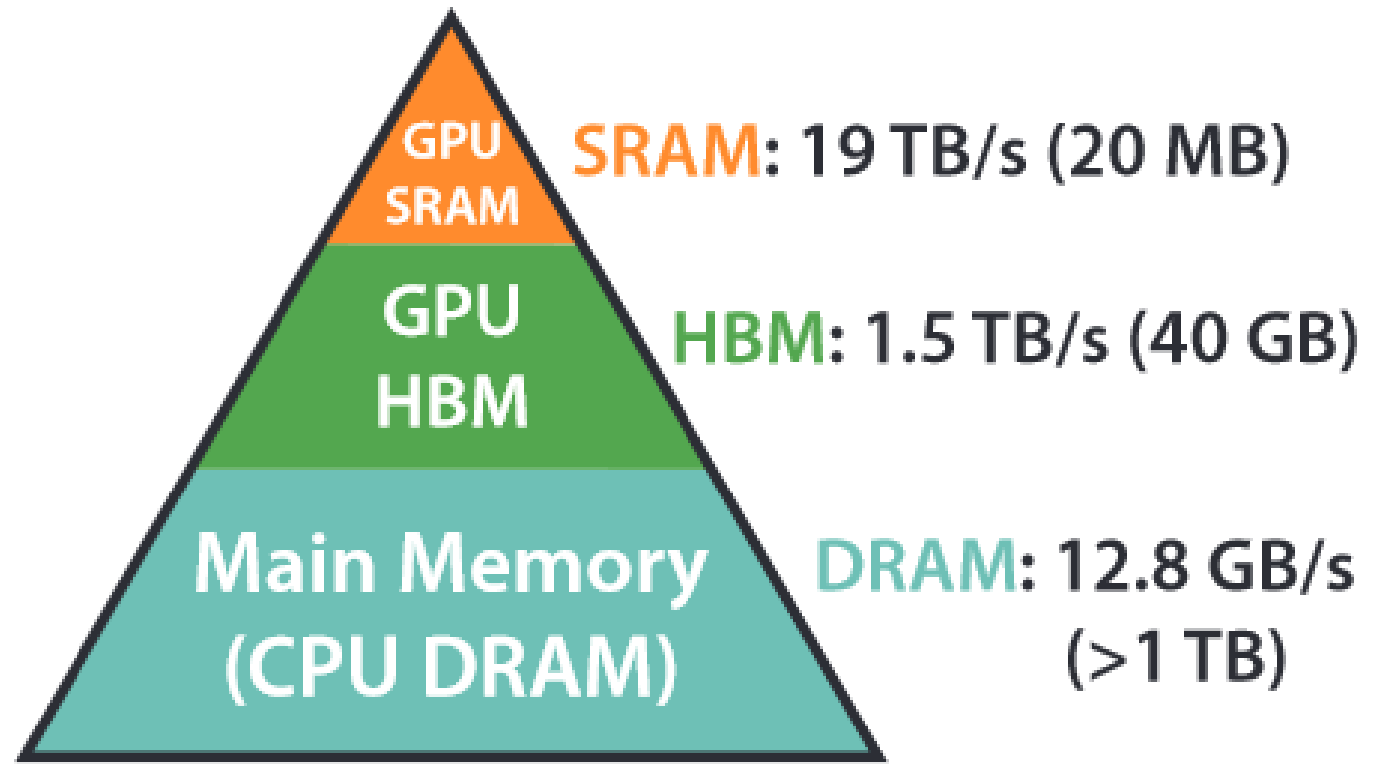 GPU
SRAM
SRAM: 19 TB/s (20 MB)
GPU
HBM
HBM: 1.5 TB/s (40 GB)
Main Memory
(CPU DRAM)
DRAM: 12.8 GB/s
(>1 TB)